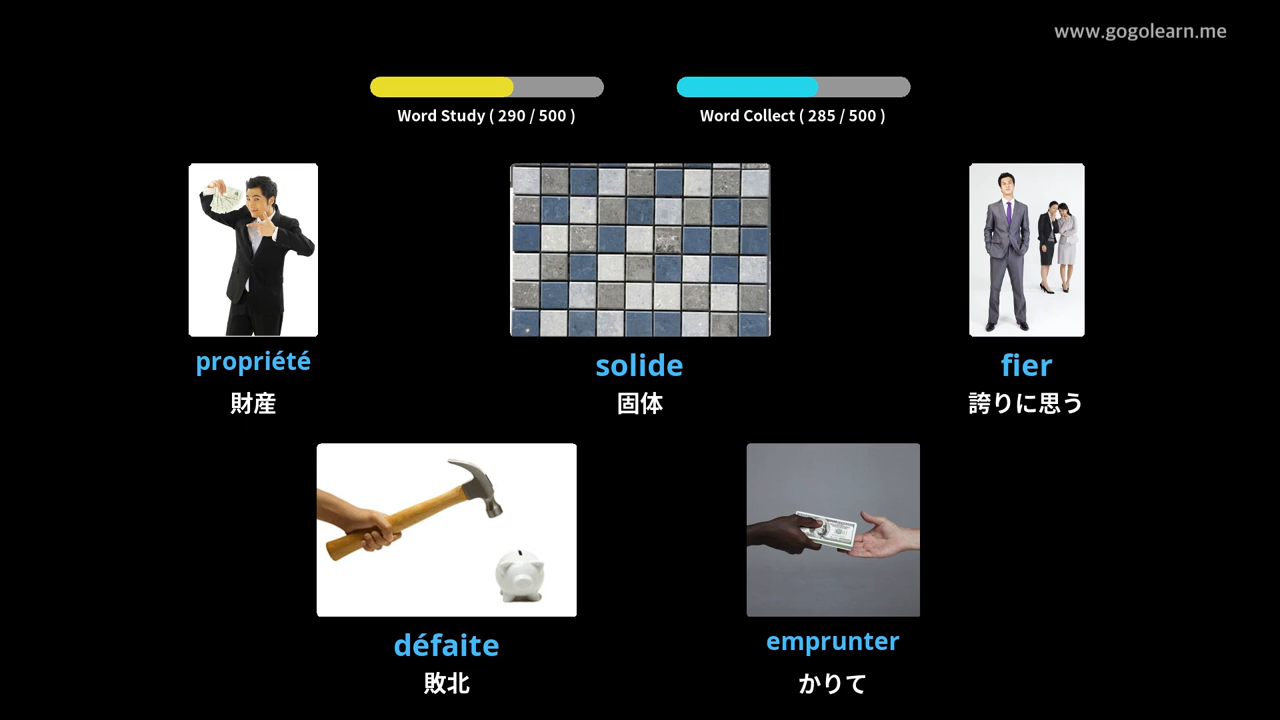 www.gogolearn.me
Word Study ( 290 / 500 )
Word Collect ( 285 / 500 )
propriété
財産
solide
固体
fier
誇りに思う
défaite
敗北
emprunter
かりて